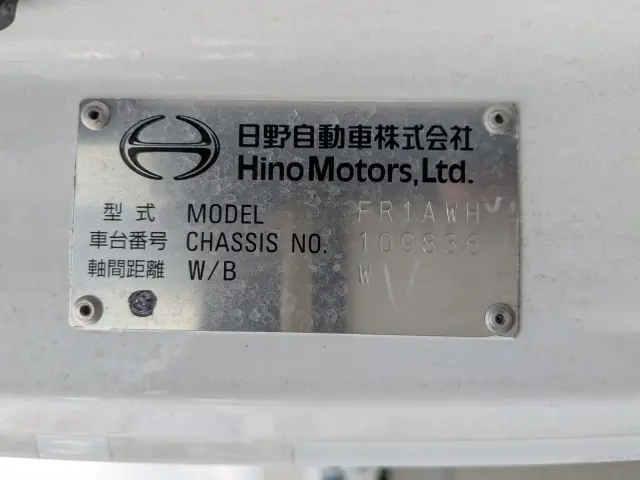 日野自動車株式会社
Hino Motors, Ltd.
型式 MODEL FR1AWH
車台番号 CHASSIS NO. 109836
軸間距離 W/B W